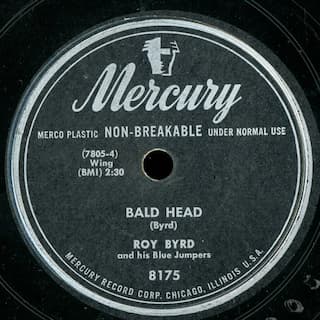 Mercury
MERCO PLASTIC NON-BREAKABLE UNDER NORMAL USE
(7805-4)
Wing
(BMI) 2:30
BALD HEAD
(Byrd)
ROY BYRD
and his Blue Jumpers
8175
MERCURY RECORD CORP. CHICAGO, ILLINOIS, U.S.A.